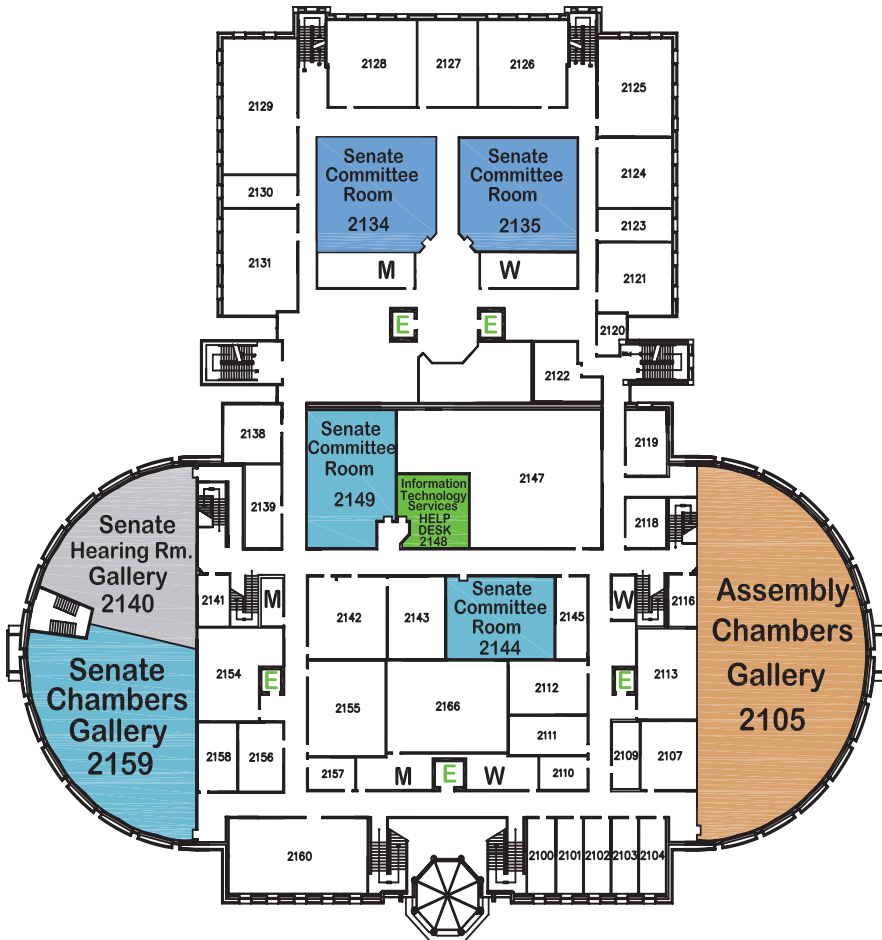 2128
2127
2126
2129
2125
Senate
Committee
Room
2134
Senate
Committee
Room
2135
2124
2130
2123
2131
2121
M
W
E
E
2120
2122
2138
2119
Senate
Committee
Room
2149
2147
Information
Technology
Services
HELP
DESK
2148
2139
2118
Senate
Hearing Rm.
Gallery
2140
2141
M
2142
2143
Senate
Committee
Room
2144
2145
W
2116
Assembly
Chambers
Gallery
2105
Senate
Chambers
Gallery
2159
2154
E
2155
2166
2112
E
2113
2111
2158
2156
2109
2107
2157
M
E
W
2110
2160
2100
2101
2102
2103
2104